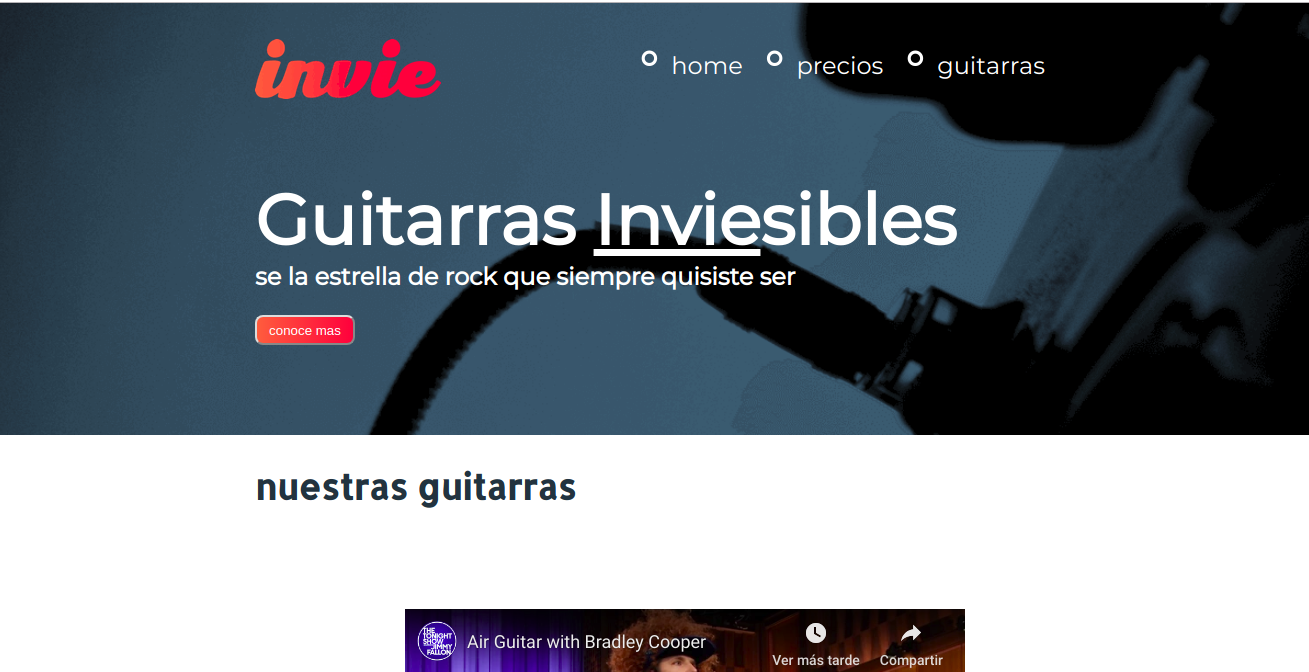 invie
home precios guitarras
Guitarras Inviesibles
se la estrella de rock que siempre quisiste ser
conoce mas
nuestras guitarras
THE
TONIGHT
SHOW
JIMMY
FALLON
Air Guitar with Bradley Cooper
Ver más tarde
Compartir